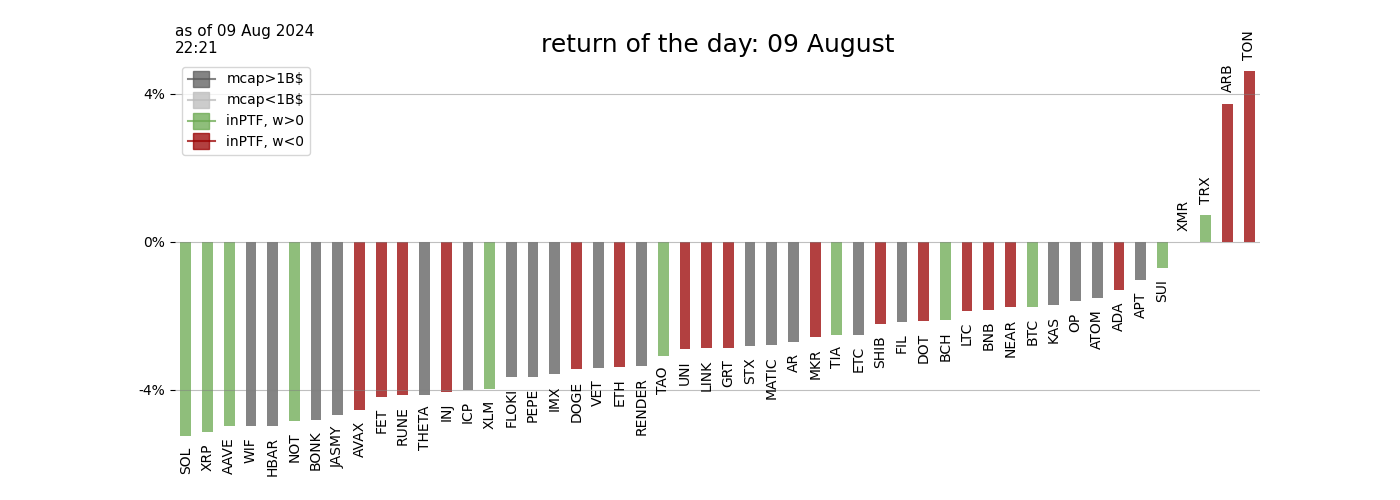 as of 09 Aug 2024
22:21
return of the day: 09 August
mcap>1B$
mcap<1B$
inPTF, w>0
inPTF, w<0
4%
0%
-4%
SOL
XRP
AAVE
WIF
HBAR
NOT
BONK
JASMY
AVAX
FET
RUNE
THETA
INJ
ICP
XLM
FLOKI
PEPE
IMX
DOGE
VET
ETH
RENDER
TAO
UNI
LINK
GRT
STX
MATIC
AR
MKR
TIA
ETC
SHIB
FIL
DOT
BCH
LTC
BNB
NEAR
BTC
KAS
OP
ATOM
ADA
APT
SUI
XMR
TRX
ARB
TON